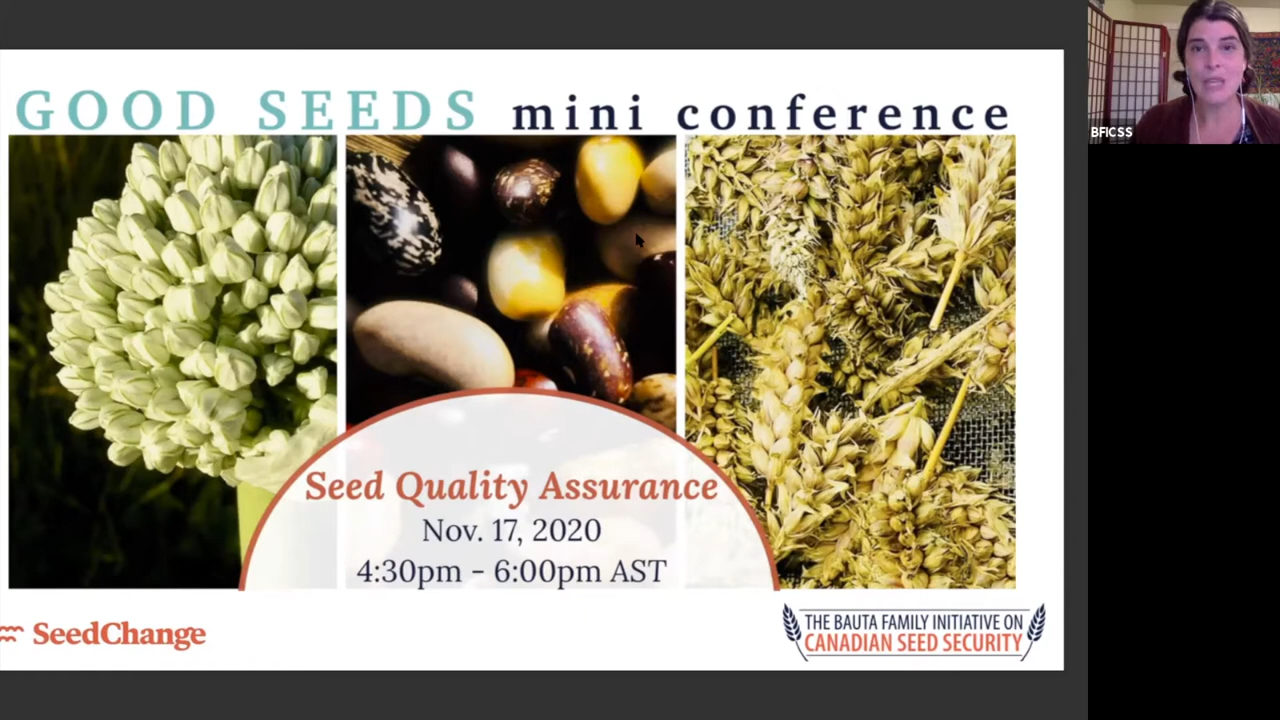 GOOD SEEDS mini conference
BFICSS
Seed Quality Assurance
Nov. 17, 2020
4:30pm - 6:00pm AST
SeedChange
THE BAUTA FAMILY INITIATIVE ON
CANADIAN SEED SECURITY